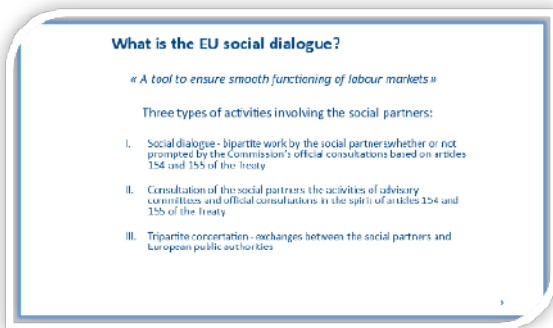 What is the EU social dialogue?
« A tool to ensure smooth functioning of labour markets »
Three types of activities involving the social partners:
I. Social dialogue - bipartite work by the social partnerswhether or not
prompted by the Commission's official consultations based on articles
154 and 155 of the Treaty
II. Consultation of the social partners the activities of advisory
committees and official consultations in the spirit of articles 154 and
155 of the Treaty
III. Tripartite concertation - exchanges between the social partners and
European public authorities